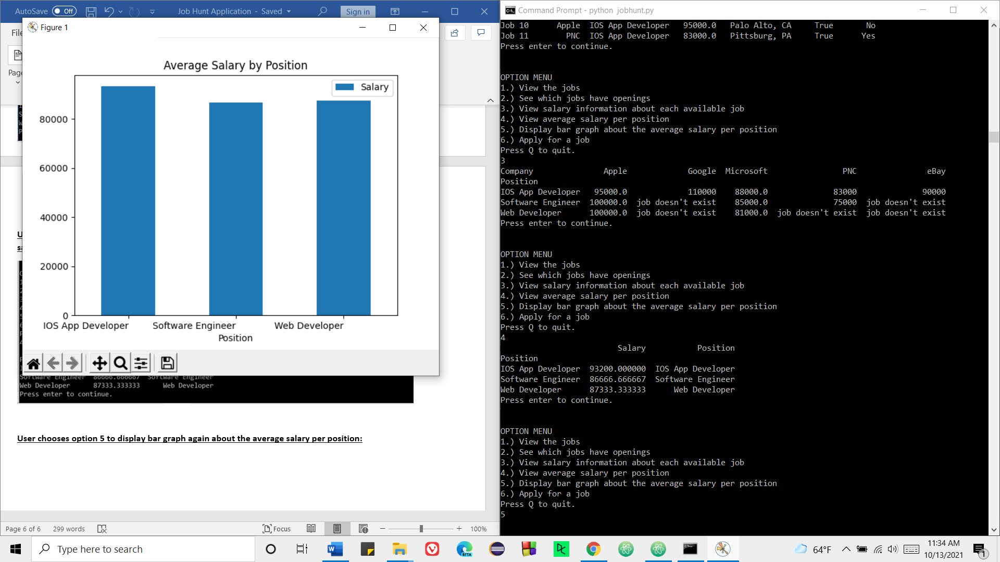 AutoSave Off Job Hunt Application - Saved Sign in
File
Page
Figure 1
Average Salary by Position
Salary
80000
60000
40000
20000
0
IOS App Developer Software Engineer Web Developer
Position
Software Engineer 86666.666667 Software Engineer
Web Developer 87333.333333 Web Developer
Press enter to continue.
User chooses option 5 to display bar graph again about the average salary per position:
Page 6 of 6 299 words Focus 100%
Command Prompt - python jobhunt.py
Job 10 Apple IOS App Developer 95000.0 Palo Alto, CA True No
Job 11 PNC IOS App Developer 83000.0 Pittsburg, PA True Yes
Press enter to continue.
OPTION MENU
1.) View the jobs
2.) See which jobs have openings
3.) View salary information about each available job
4.) View average salary per position
5.) Display bar graph about the average salary per position
6.) Apply for a job
Press Q to quit.
3
Company Apple Google Microsoft PNC eBay
Position
IOS App Developer 95000.0 110000 88000.0 83000 90000
Software Engineer 100000.0 job doesn't exist 85000.0 75000 job doesn't exist
Web Developer 100000.0 job doesn't exist 81000.0 job doesn't exist job doesn't exist
Press enter to continue.
OPTION MENU
1.) View the jobs
2.) See which jobs have openings
3.) View salary information about each available job
4.) View average salary per position
5.) Display bar graph about the average salary per position
6.) Apply for a job
Press Q to quit.
4
Salary Position
Position
IOS App Developer 93200.000000 IOS App Developer
Software Engineer 86666.666667 Software Engineer
Web Developer 87333.333333 Web Developer
Press enter to continue.
OPTION MENU
1.) View the jobs
2.) See which jobs have openings
3.) View salary information about each available job
4.) View average salary per position
5.) Display bar graph about the average salary per position
6.) Apply for a job
Press Q to quit.
5
Type here to search
BETA
64°F
11:34 AM
10/13/2021
1